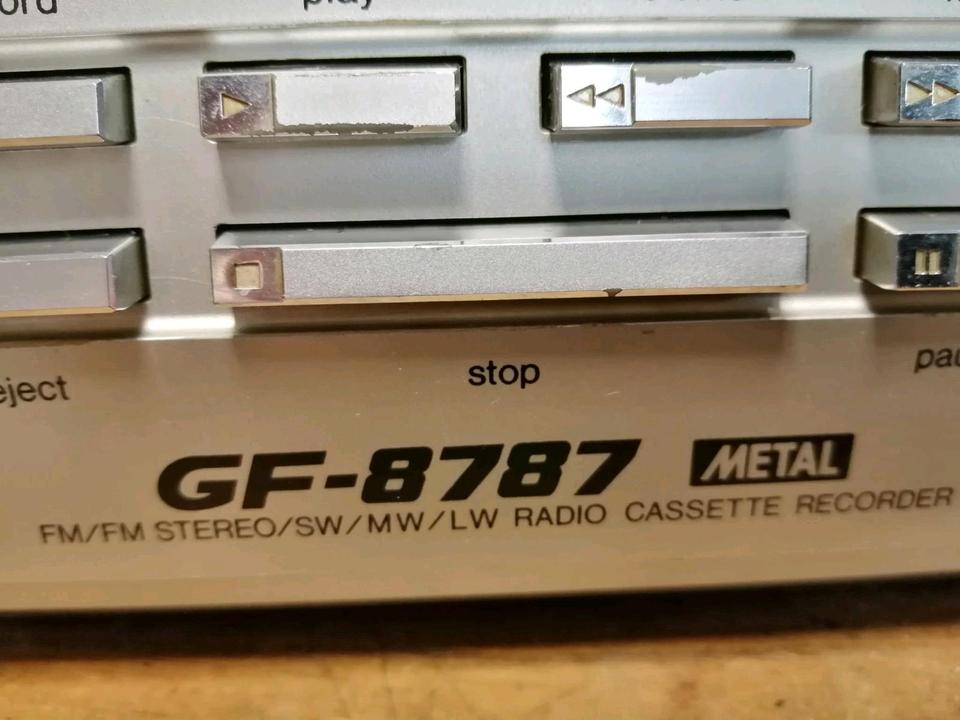 play
stop
GF-8787 METAL
FM/FM STEREO/SW/MW/LW RADIO CASSETTE RECORDER